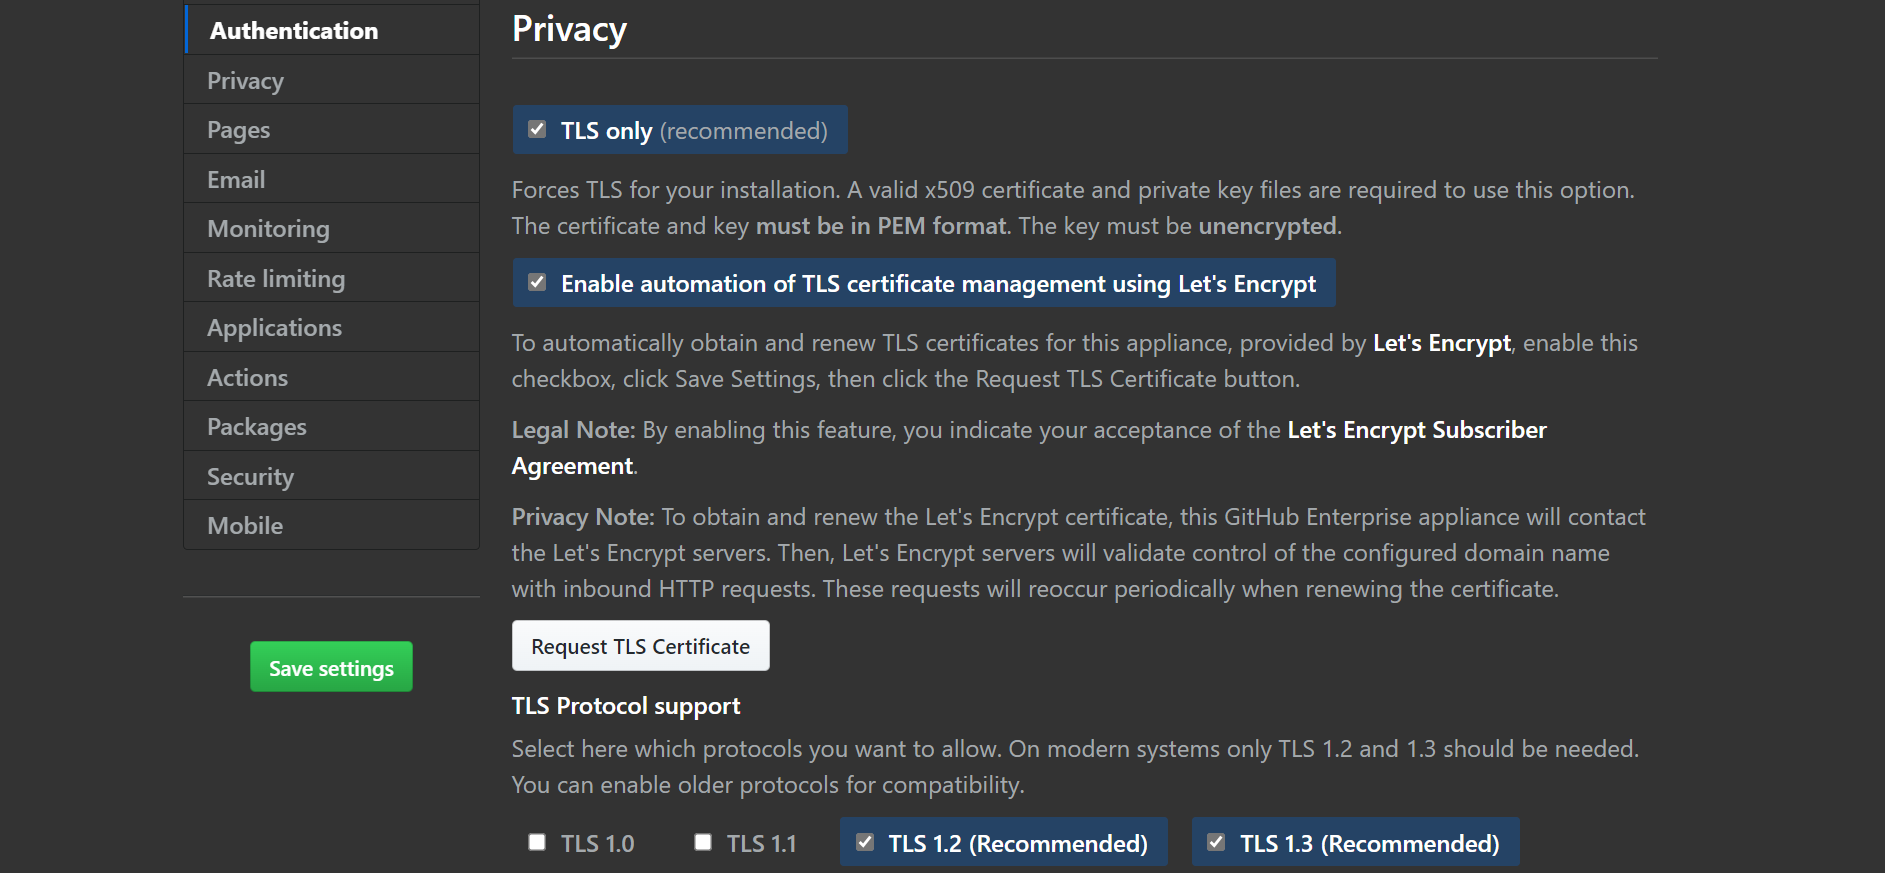 Authentication
Privacy
Pages
Email
Monitoring
Rate limiting
Applications
Actions
Packages
Security
Mobile
Save settings
Privacy
TLS only (recommended)
Forces TLS for your installation. A valid x509 certificate and private key files are required to use this option.
The certificate and key must be in PEM format. The key must be unencrypted.
Enable automation of TLS certificate management using Let's Encrypt
To automatically obtain and renew TLS certificates for this appliance, provided by Let's Encrypt, enable this
checkbox, click Save Settings, then click the Request TLS Certificate button.
Legal Note: By enabling this feature, you indicate your acceptance of the Let's Encrypt Subscriber
Agreement.
Privacy Note: To obtain and renew the Let's Encrypt certificate, this GitHub Enterprise appliance will contact
the Let's Encrypt servers. Then, Let's Encrypt servers will validate control of the configured domain name
with inbound HTTP requests. These requests will reoccur periodically when renewing the certificate.
Request TLS Certificate
TLS Protocol support
Select here which protocols you want to allow. On modern systems only TLS 1.2 and 1.3 should be needed.
You can enable older protocols for compatibility.
TLS 1.0 TLS 1.1 TLS 1.2 (Recommended) TLS 1.3 (Recommended)